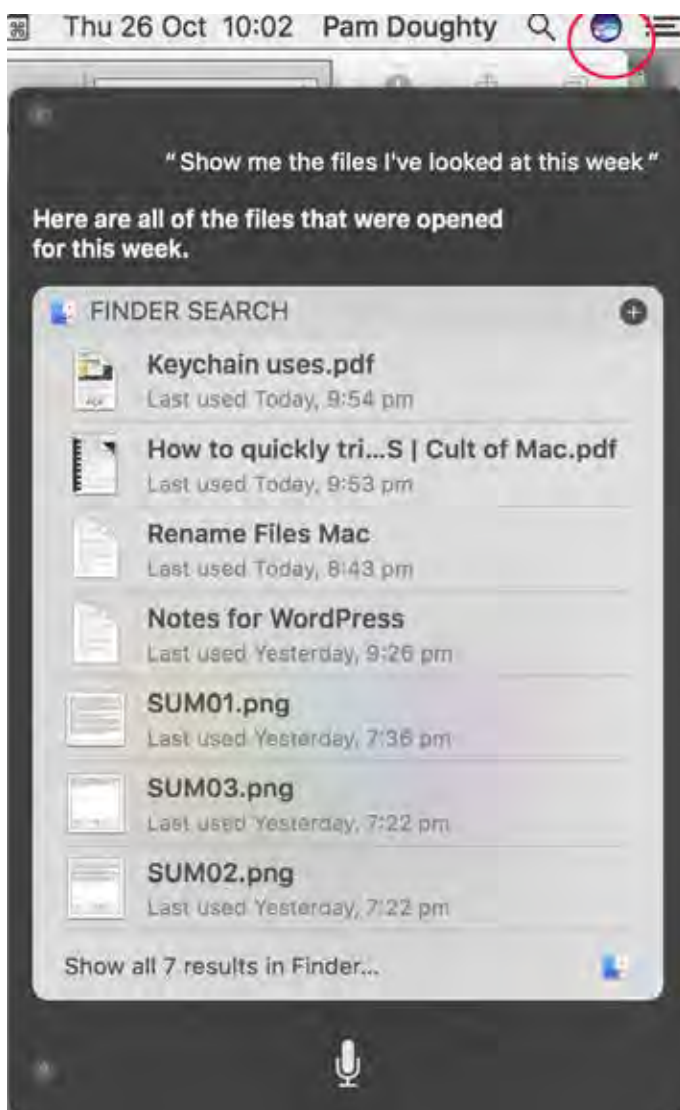 Thu 26 Oct 10:02 Pam Doughty
“Show me the files I've looked at this week”
Here are all of the files that were opened
for this week.
FINDER SEARCH
Keychain uses.pdf
Last used Today, 9:54 pm
How to quickly tri...S | Cult of Mac.pdf
Last used Today, 9:53 pm
Rename Files Mac
Last used Today, 8:43 pm
Notes for WordPress
Last used Yesterday, 9:26 pm
SUM01.png
Last used Yesterday, 7:36 pm
SUM03.png
Last used Yesterday, 7:22 pm
SUM02.png
Last used Yesterday, 7:22 pm
Show all 7 results in Finder...